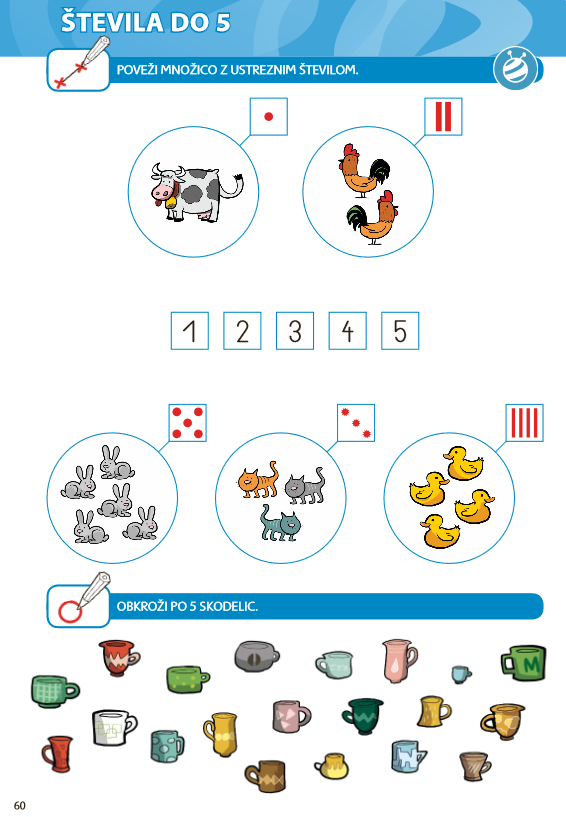 ŠTEVILA DO 5
POVEŽI MNOŽICO Z USTREZNIM ŠTEVILOM.
1 2 3 4 5
OBKROŽI PO 5 SKODELIC.
M
60